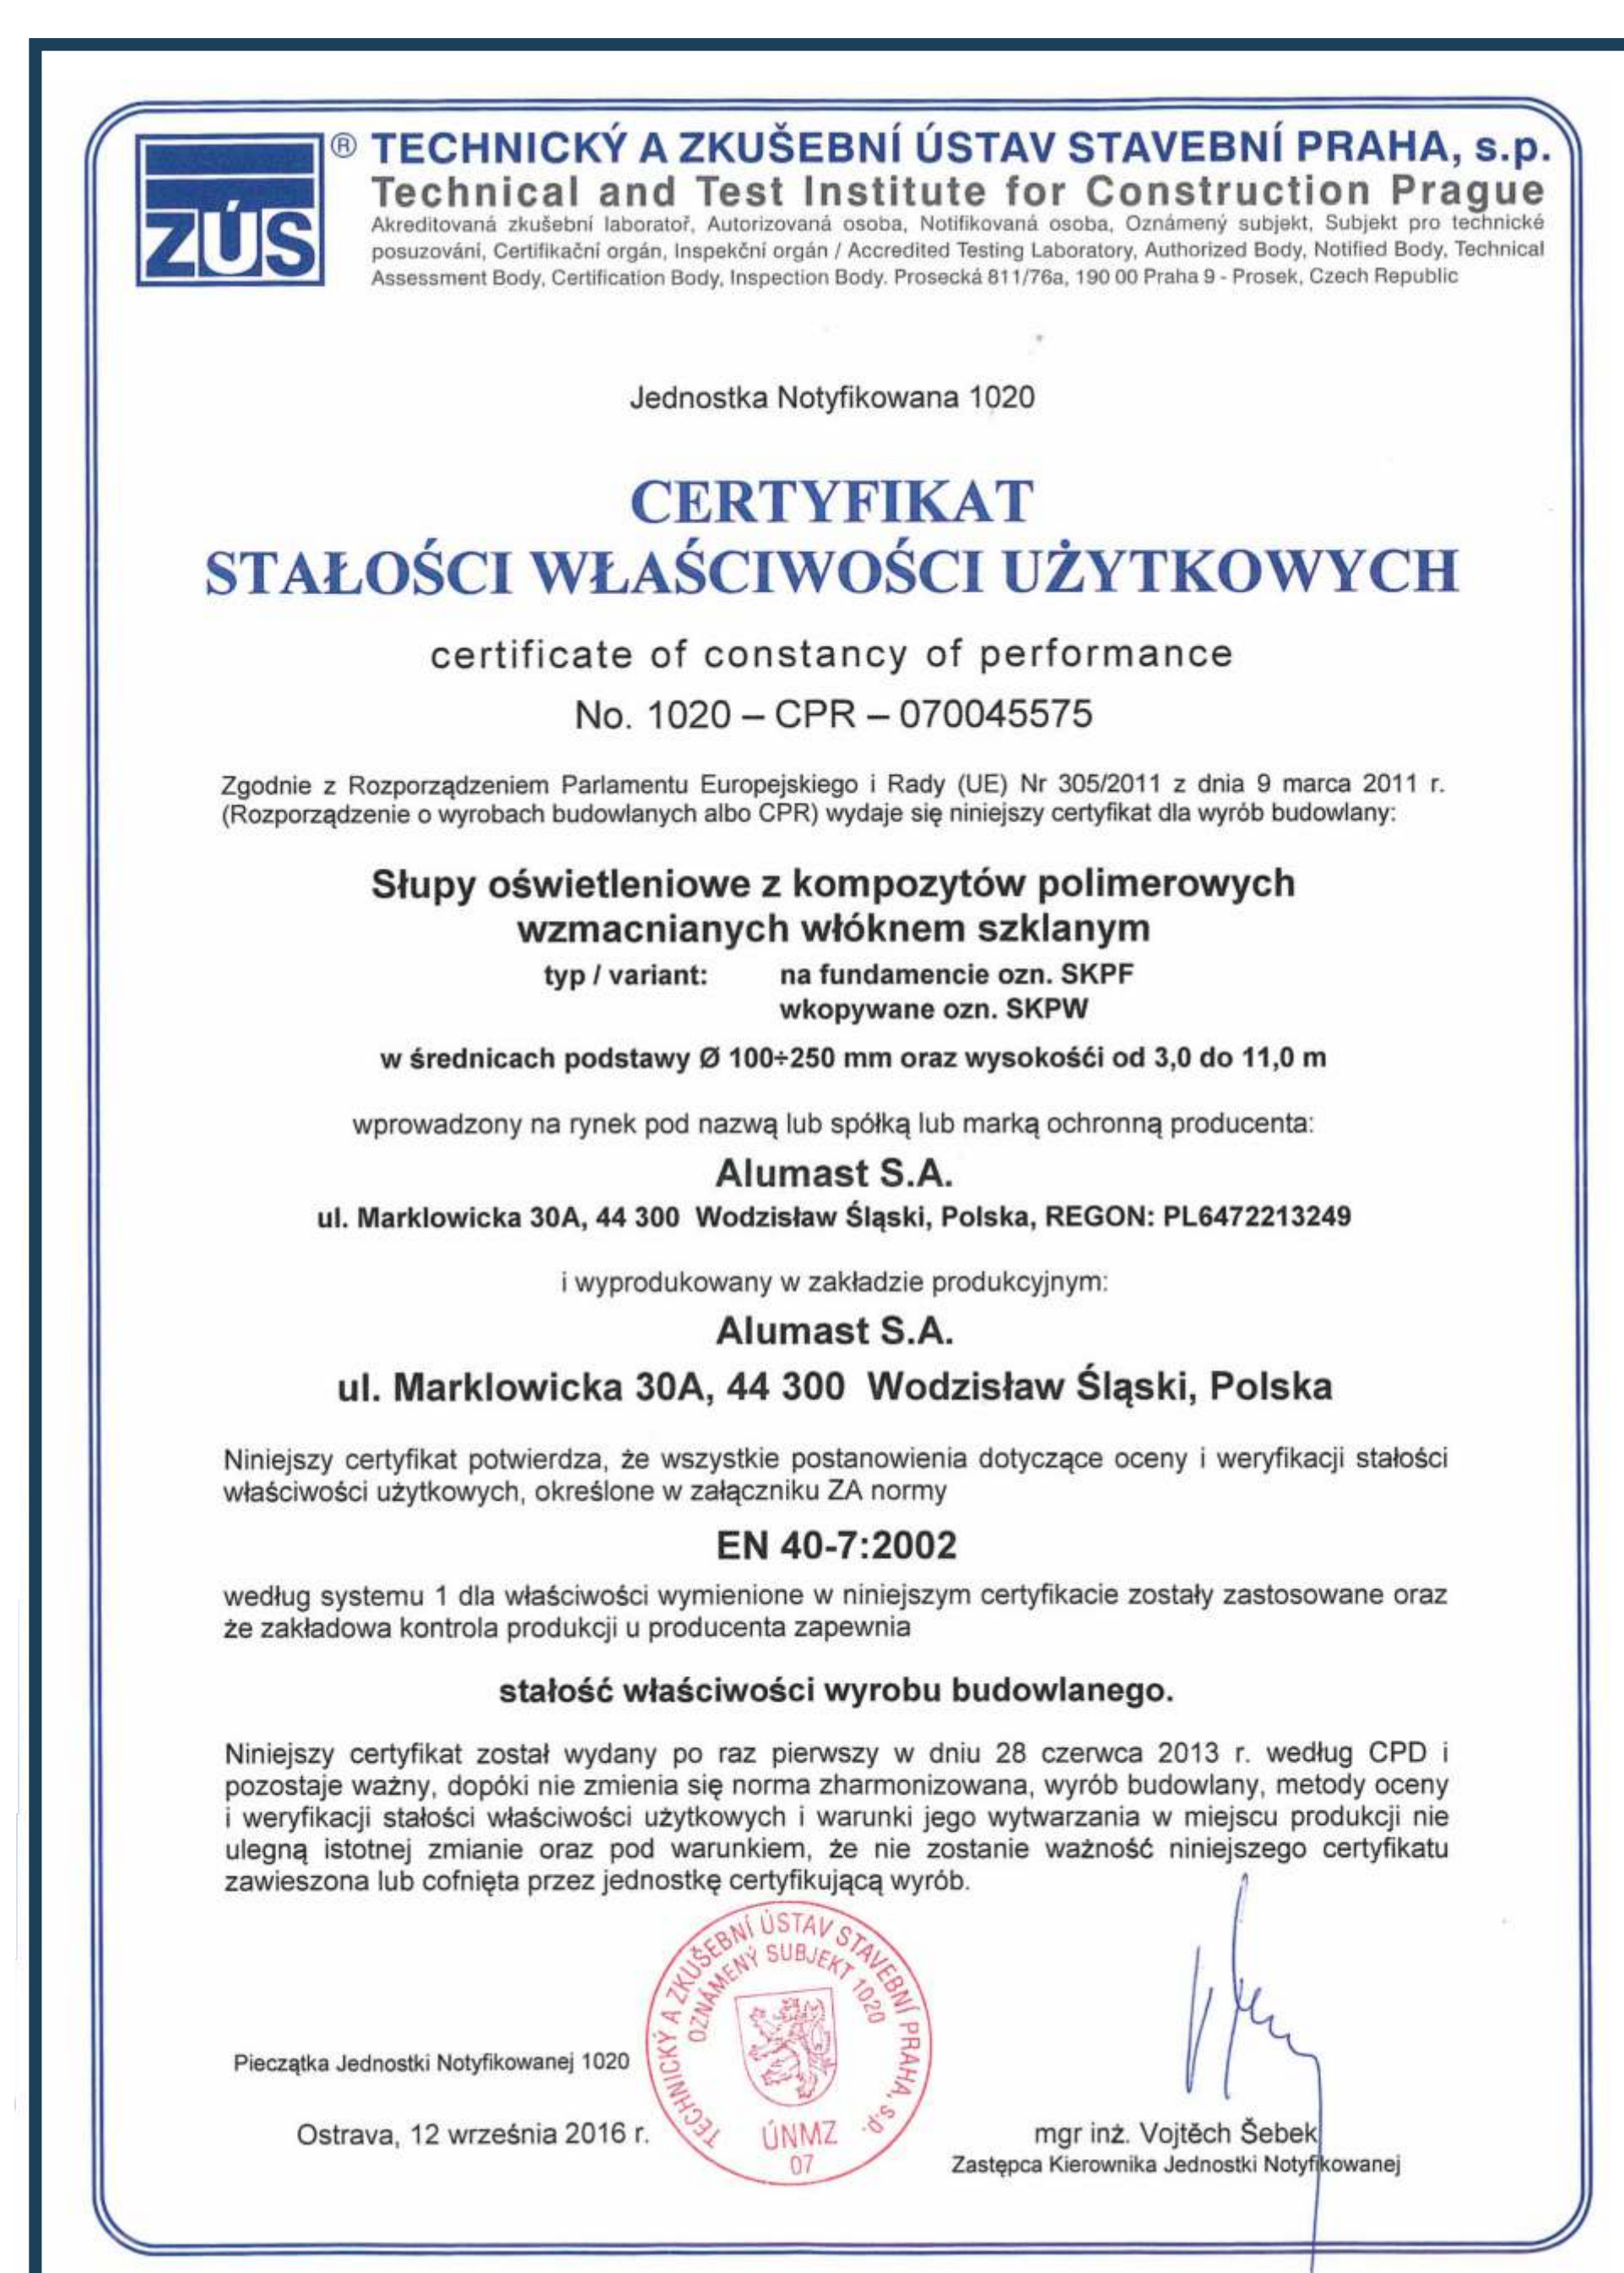 ZÚS
® TECHNICKÝ A ZKUŠEBNÍ ÚSTAV STAVEBNÍ PRAHA, s.p.
Technical and Test Institute for Construction Prague
Akreditovaná zkušební laboratoř, Autorizovaná osoba, Notifikovaná osoba, Oznámený subjekt, Subjekt pro technické
posuzování, Certifikační orgán, Inspekční orgán / Accredited Testing Laboratory, Authorized Body, Notified Body, Technical
Assessment Body, Certification Body, Inspection Body. Prosecká 811/76a, 190 00 Praha 9 - Prosek, Czech Republic
Jednostka Notyfikowana 1020
CERTYFIKAT
STAŁOŚCI WŁAŚCIWOŚCI UŻYTKOWYCH
certificate of constancy of performance
No. 1020 – CPR – 070045575
Zgodnie z Rozporządzeniem Parlamentu Europejskiego i Rady (UE) Nr 305/2011 z dnia 9 marca 2011 r.
(Rozporządzenie o wyrobach budowlanych albo CPR) wydaje się niniejszy certyfikat dla wyrób budowlany:
Słupy oświetleniowe z kompozytów polimerowych
wzmacnianych włóknem szklanym
typ / variant: na fundamencie ozn. SKPF
wkopywane ozn. SKPW
w średnicach podstawy Ø 100÷250 mm oraz wysokośći od 3,0 do 11,0 m
wprowadzony na rynek pod nazwą lub spółką lub marką ochronną producenta:
Alumast S.A.
ul. Marklowicka 30A, 44 300 Wodzisław Śląski, Polska, REGON: PL6472213249
i wyprodukowany w zakładzie produkcyjnym:
Alumast S.A.
ul. Marklowicka 30A, 44 300 Wodzisław Śląski, Polska
Niniejszy certyfikat potwierdza, że wszystkie postanowienia dotyczące oceny i weryfikacji stałości
właściwości użytkowych, określone w załączniku ZA normy
EN 40-7:2002
według systemu 1 dla właściwości wymienione w niniejszym certyfikacie zostały zastosowane oraz
że zakładowa kontrola produkcji u producenta zapewnia
stałość właściwości wyrobu budowlanego.
Niniejszy certyfikat został wydany po raz pierwszy w dniu 28 czerwca 2013 r. według CPD i
pozostaje ważny, dopóki nie zmienia się norma zharmonizowana, wyrób budowlany, metody oceny
i weryfikacji stałości właściwości użytkowych i warunki jego wytwarzania w miejscu produkcji nie
ulegną istotnej zmianie oraz pod warunkiem, że nie zostanie ważność niniejszego certyfikatu
zawieszona lub cofnięta przez jednostkę certyfikującą wyrób.
TECHNICKÝ A ZKUŠEBNÍ ÚSTAV STAVEBNÍ PRAHA, s.p.
OZNÁMENÝ SUBJEKT 1020
ÚNMZ
07
Pieczątka Jednostki Notyfikowanej 1020
Ostrava, 12 września 2016 r.
mgr inż. Vojtěch Šebek
Zastępca Kierownika Jednostki Notyfikowanej